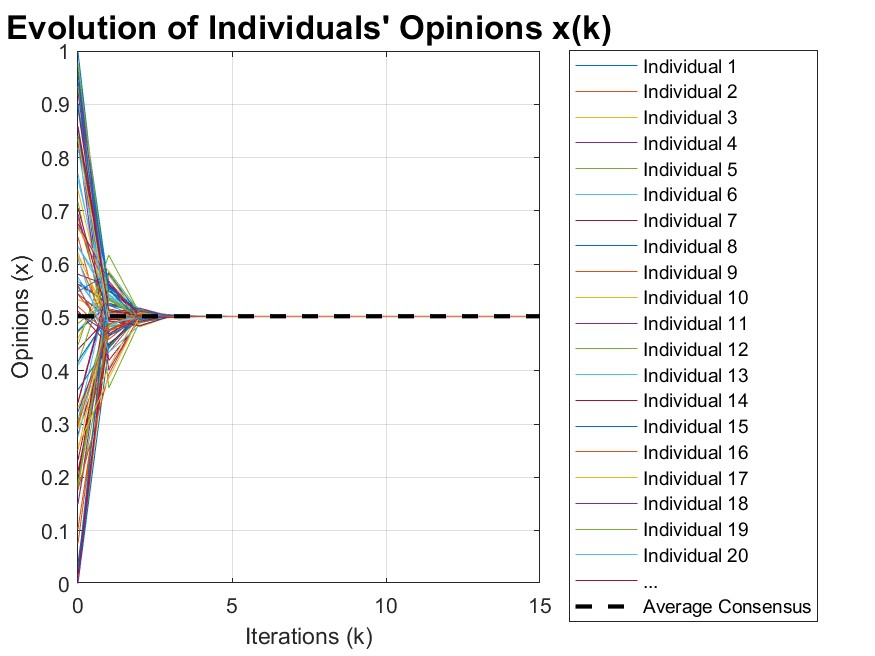 Evolution of Individuals' Opinions x(k)
1
0.9
0.8
0.7
0.6
0.5
0.4
0.3
0.2
0.1
0
Opinions (x)
0 5 10 15
Iterations (k)
Individual 1
Individual 2
Individual 3
Individual 4
Individual 5
Individual 6
Individual 7
Individual 8
Individual 9
Individual 10
Individual 11
Individual 12
Individual 13
Individual 14
Individual 15
Individual 16
Individual 17
Individual 18
Individual 19
Individual 20
...
Average Consensus